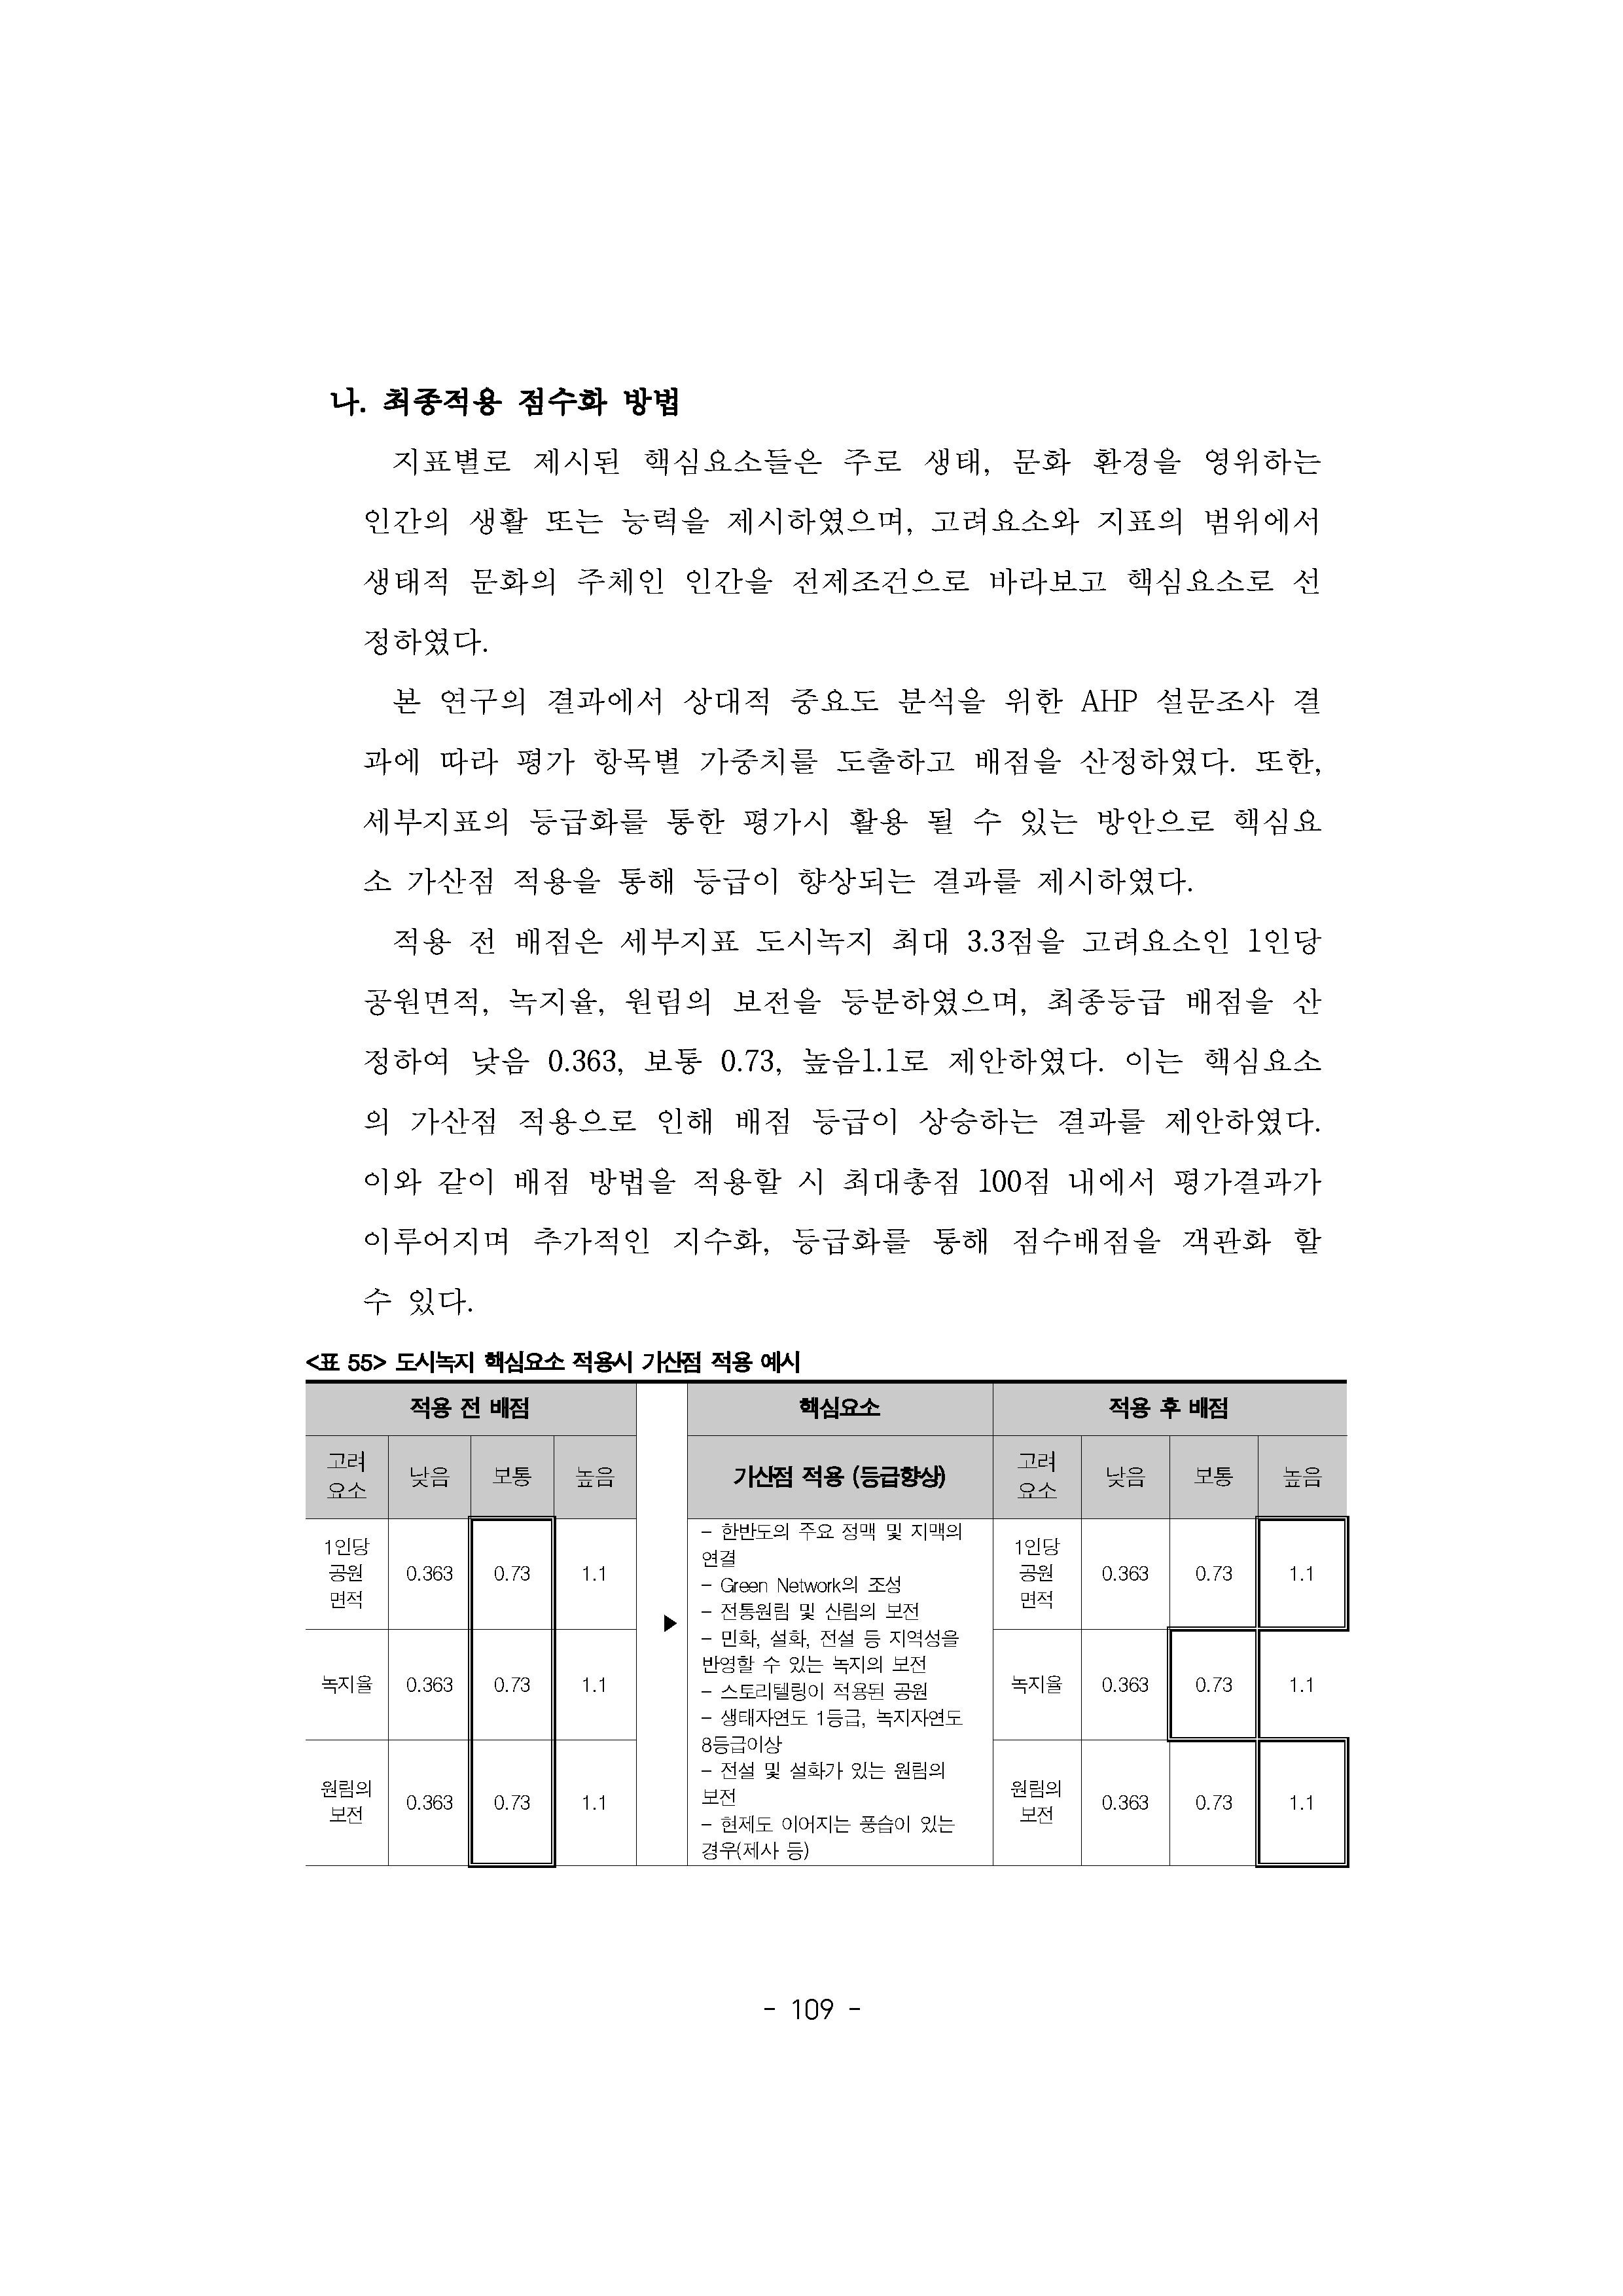 나. 최종적용 점수화 방법
지표별로 제시된 핵심요소들은 주로 생태, 문화 환경을 영위하는
인간의 생활 또는 능력을 제시하였으며, 고려요소와 지표의 범위에서
생태적 문화의 주체인 인간을 전제조건으로 바라보고 핵심요소로 선
정하였다.
본 연구의 결과에서 상대적 중요도 분석을 위한 AHP 설문조사 결
과에 따라 평가 항목별 가중치를 도출하고 배점을 산정하였다. 또한,
세부지표의 등급화를 통한 평가시 활용 될 수 있는 방안으로 핵심요
소 가산점 적용을 통해 등급이 향상되는 결과를 제시하였다.
적용 전 배점은 세부지표 도시녹지 최대 3.3점을 고려요소인 1인당
공원면적, 녹지율, 원림의 보전을 등분하였으며, 최종등급 배점을 산
정하여 낮음 0.363, 보통 0.73, 높음1.1로 제안하였다. 이는 핵심요소
의 가산점 적용으로 인해 배점 등급이 상승하는 결과를 제안하였다.
이와 같이 배점 방법을 적용할 시 최대총점 100점 내에서 평가결과가
이루어지며 추가적인 지수화, 등급화를 통해 점수배점을 객관화 할
수 있다.
<표 55> 도시녹지 핵심요소 적용시 가산점 적용 예시
적용 전 배점 핵심요소 적용 후 배점
고려
요소 낮음 보통 높음 가산점 적용 (등급향상) 고려
요소 낮음 보통 높음
1인당
공원
면적 0.363 0.73 1.1
녹지율 0.363 0.73 1.1
원림의
보전 0.363 0.73 1.1
▶
- 한반도의 주요 정맥 및 지맥의
연결
- Green Network의 조성
- 전통원림 및 산림의 보전
- 민화, 설화, 전설 등 지역성을
반영할 수 있는 녹지의 보전
- 스토리텔링이 적용된 공원
- 생태자연도 1등급, 녹지자연도
8등급이상
- 전설 및 설화가 있는 원림의
보전
- 현제도 이어지는 풍습이 있는
경우(제사 등)
1인당
공원
면적 0.363 0.73 1.1
녹지율 0.363 0.73 1.1
원림의
보전 0.363 0.73 1.1
- 109 -